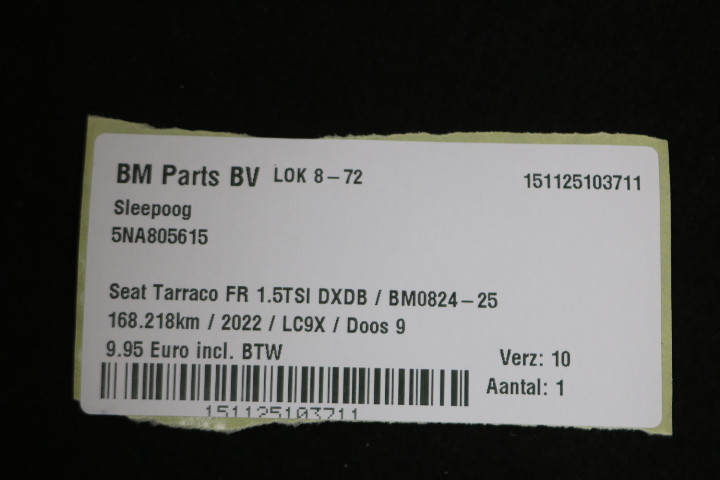 BM Parts BV LOK 8-72 151125103711
Sleepoog
5NA805615
Seat Tarraco FR 1.5TSI DXDB / BM0824-25
168.218km / 2022 / LC9X / Doos 9
9.95 Euro incl. BTW Verz: 10
Aantal: 1
151125103711